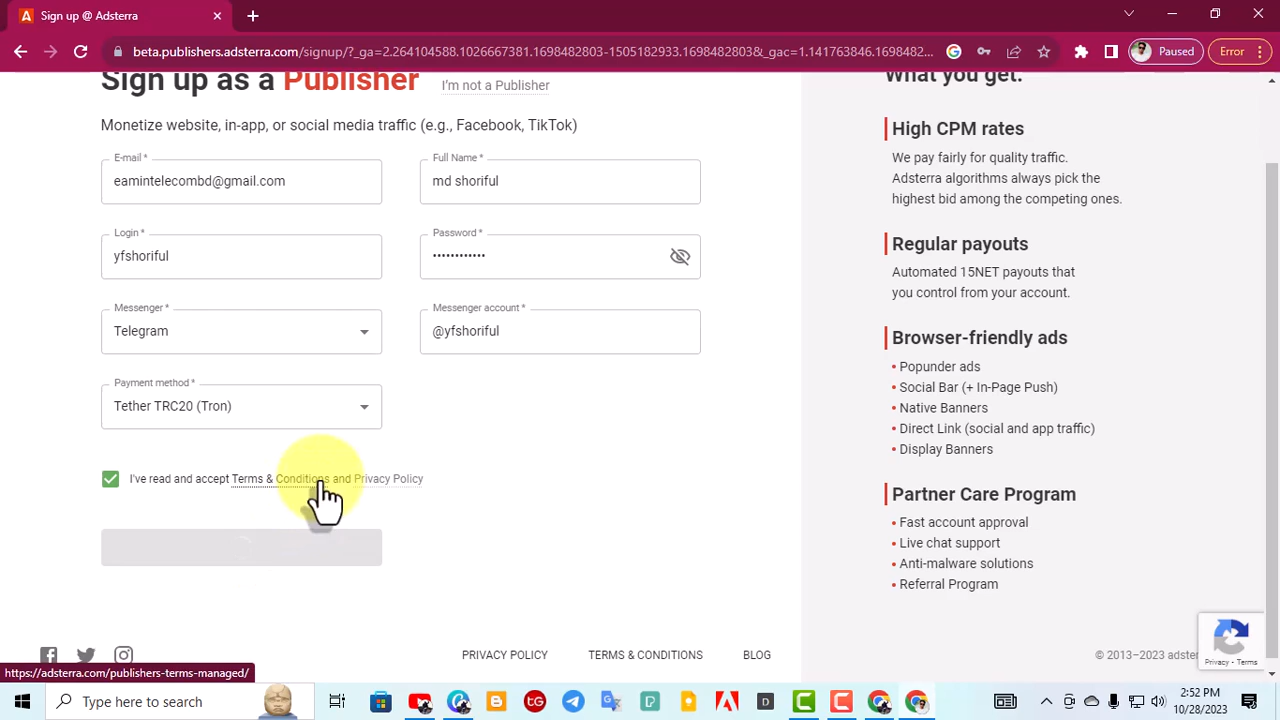 Sign up @ Adsterra
beta.publishers.adsterra.com/signup/?_ga=2.264104588.1026667381.1698482803-1505182933.1698482803&_gac=1.141763846.1698482...
Paused
Error
Sign up as a Publisher
I'm not a Publisher
Monetize website, in-app, or social media traffic (e.g., Facebook, TikTok)
E-mail *
eamintelecombd@gmail.com
Full Name *
md shoriful
Login *
yfshoriful
Password *
••••••••••••
Messenger *
Telegram
Messenger account *
@yfshoriful
Payment method *
Tether TRC20 (Tron)
I've read and accept Terms & Conditions and Privacy Policy
What you get:
High CPM rates
We pay fairly for quality traffic.
Adsterra algorithms always pick the
highest bid among the competing ones.
Regular payouts
Automated 15NET payouts that
you control from your account.
Browser-friendly ads
• Popunder ads
• Social Bar (+ In-Page Push)
• Native Banners
• Direct Link (social and app traffic)
• Display Banners
Partner Care Program
• Fast account approval
• Live chat support
• Anti-malware solutions
• Referral Program
PRIVACY POLICY
TERMS & CONDITIONS
BLOG
© 2013–2023 adster
Privacy - Terms
https://adsterra.com/publishers-terms-managed/
Type here to search
TG
D
2:52 PM
10/28/2023